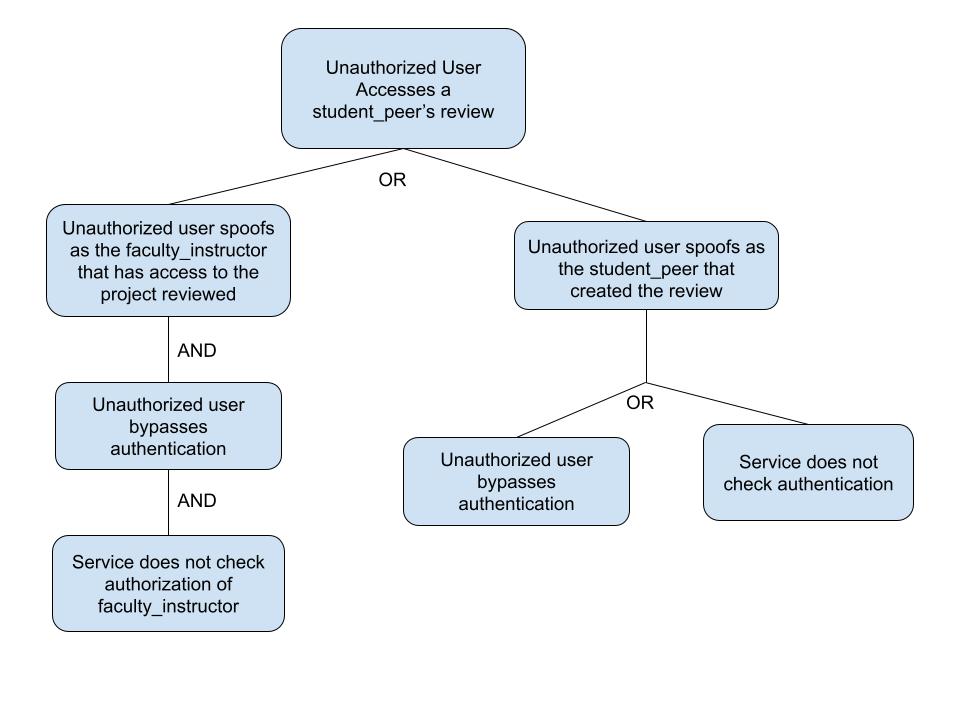 Unauthorized User
Accesses a
student_peer's review
OR
Unauthorized user spoofs
as the faculty_instructor
that has access to the
project reviewed
Unauthorized user spoofs as
the student_peer that
created the review
AND
Unauthorized user
bypasses
authentication
OR
Unauthorized user
bypasses
authentication
Service does not
check authentication
AND
Service does not check
authorization of
faculty_instructor